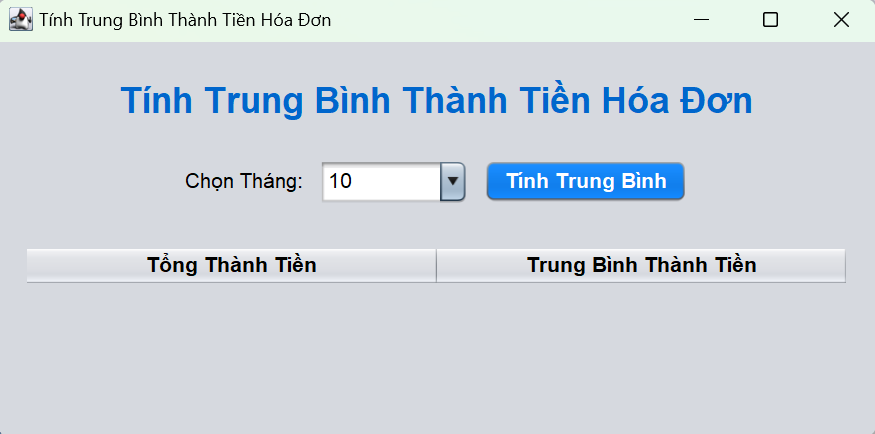 Tính Trung Bình Thành Tiền Hóa Đơn
Tính Trung Bình Thành Tiền Hóa Đơn
Chọn Tháng: 10 Tính Trung Bình
Tổng Thành Tiền Trung Bình Thành Tiền